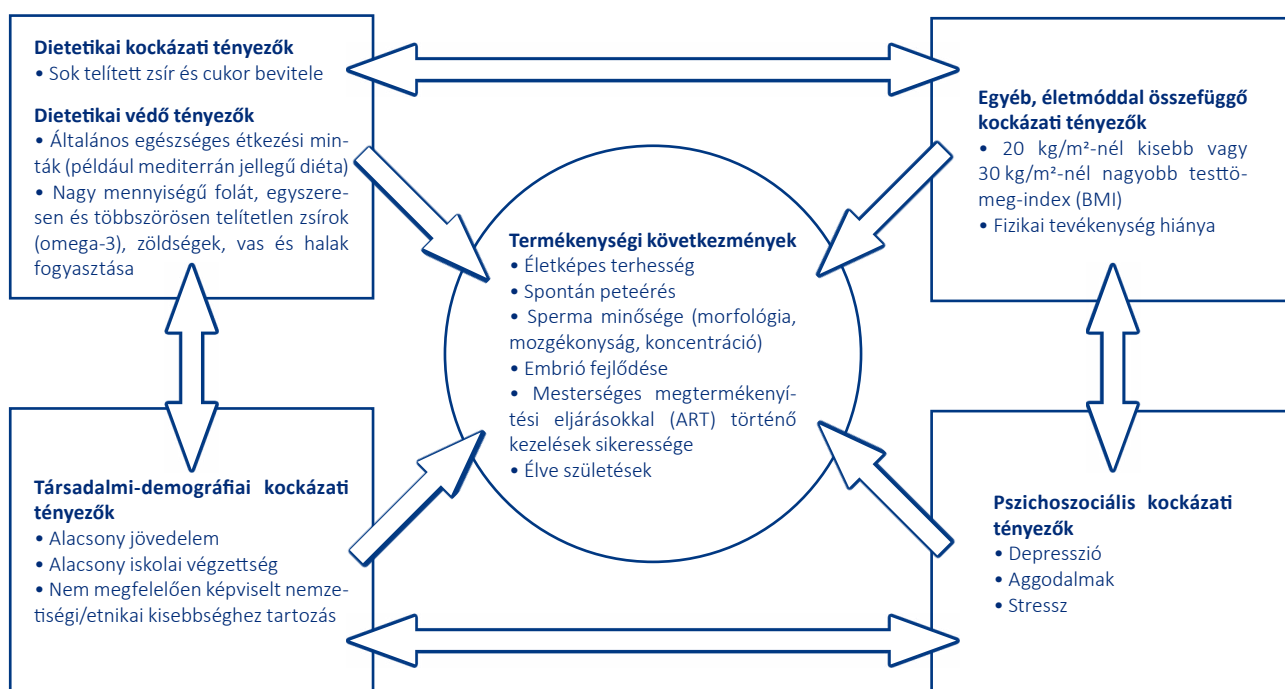 Dietetikai kockázati tényezők
• Sok telített zsír és cukor bevitele
Dietetikai védő tényezők
• Általános egészséges étkezési min-
ták (például mediterrán jellegű diéta)
• Nagy mennyiségű folát, egyszere-
sen és többszörösen telítetlen zsírok
(omega-3), zöldségek, vas és halak
fogyasztása
Egyéb, életmóddal összefüggő
kockázati tényezők
• 20 kg/m²-nél kisebb vagy
30 kg/m²-nél nagyobb testtö-
meg-index (BMI)
• Fizikai tevékenység hiánya
Termékenységi következmények
• Életképes terhesség
• Spontán peteérés
• Sperma minősége (morfológia,
mozgékonyság, koncentráció)
• Embrió fejlődése
• Mesterséges megtermékenyí-
tési eljárásokkal (ART) történő
kezelések sikeressége
• Élve születések
Társadalmi-demográfiai kockázati
tényezők
• Alacsony jövedelem
• Alacsony iskolai végzettség
• Nem megfelelően képviselt nemze-
tiségi/etnikai kisebbséghez tartozás
Pszichoszociális kockázati
tényezők
• Depresszió
• Aggodalmak
• Stressz